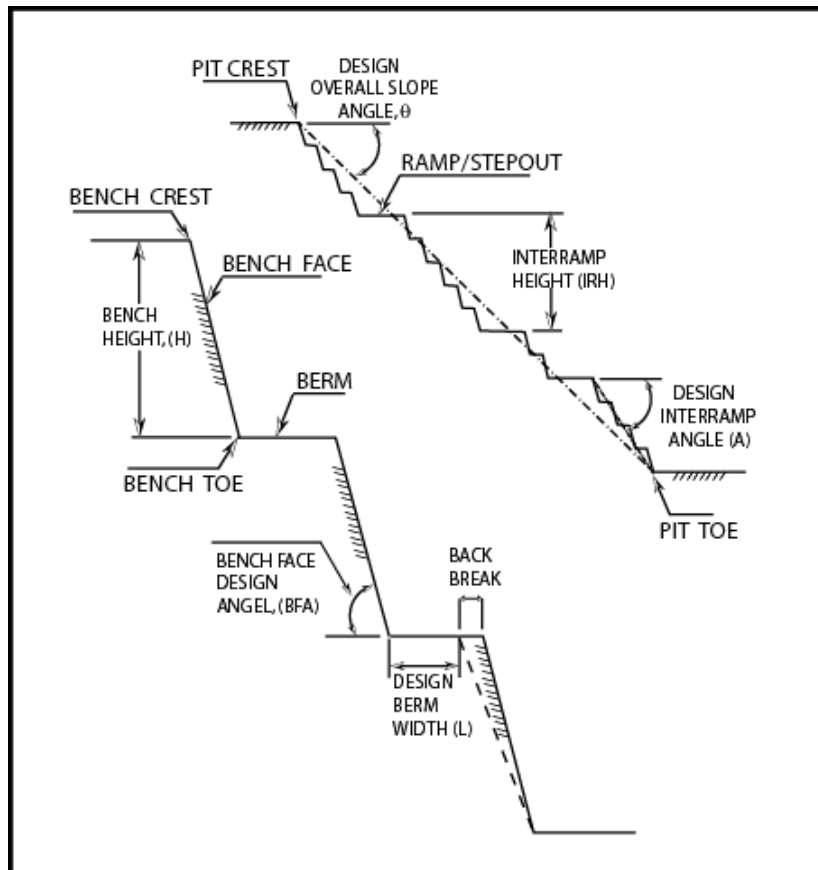 PIT CREST
DESIGN
OVERALL SLOPE
ANGLE,θ
RAMP/STEPOUT
BENCH CREST
BENCH FACE
INTERRAMP
HEIGHT (IRH)
BENCH
HEIGHT,(H)
BERM
DESIGN
INTERRAMP
ANGLE (A)
BENCH TOE
PIT TOE
BENCH FACE
DESIGN
ANGEL,(BFA)
BACK
BREAK
DESIGN
BERM
WIDTH (L)